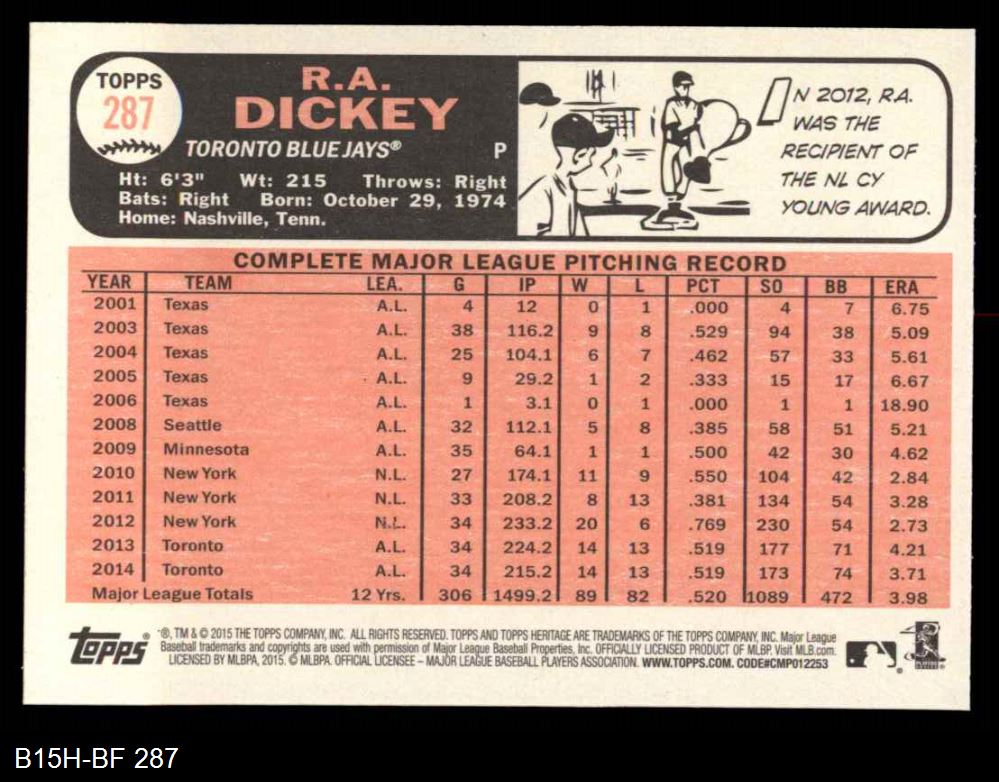 TOPPS
287
R.A.
DICKEY
TORONTO BLUE JAYS® P
Ht: 6'3" Wt: 215 Throws: Right
Bats: Right Born: October 29, 1974
Home: Nashville, Tenn.
IN 2012, R.A.
WAS THE
RECIPIENT OF
THE NL CY
YOUNG AWARD.
COMPLETE MAJOR LEAGUE PITCHING RECORD
YEAR TEAM LEA. G IP W L PCT SO BB ERA
2001 Texas A.L. 4 12 0 1 .000 4 7 6.75
2003 Texas A.L. 38 116.2 9 8 .529 94 38 5.09
2004 Texas A.L. 25 104.1 6 7 .462 57 33 5.61
2005 Texas A.L. 9 29.2 1 2 .333 15 17 6.67
2006 Texas A.L. 1 3.1 0 1 .000 1 1 18.90
2008 Seattle A.L. 32 112.1 5 8 .385 58 51 5.21
2009 Minnesota A.L. 35 64.1 1 1 .500 42 30 4.62
2010 New York N.L. 27 174.1 11 9 .550 104 42 2.84
2011 New York N.L. 33 208.2 8 13 .381 134 54 3.28
2012 New York N.L. 34 233.2 20 6 .769 230 54 2.73
2013 Toronto A.L. 34 224.2 14 13 .519 177 71 4.21
2014 Toronto A.L. 34 215.2 14 13 .519 173 74 3.71
Major League Totals 12 Yrs. 306 1499.2 89 82 .520 1089 472 3.98
topps®
®, TM & © 2015 THE TOPPS COMPANY, INC. ALL RIGHTS RESERVED. TOPPS AND TOPPS HERITAGE ARE TRADEMARKS OF THE TOPPS COMPANY, INC. Major League
Baseball trademarks and copyrights are used with permission of Major League Baseball Properties, Inc. OFFICIALLY LICENSED PRODUCT OF MLBP. Visit MLB.com.
LICENSED BY MLBPA, 2015. © MLBPA. OFFICIAL LICENSEE – MAJOR LEAGUE BASEBALL PLAYERS ASSOCIATION. WWW.TOPPS.COM. CODE#CMP012253
B15H-BF 287